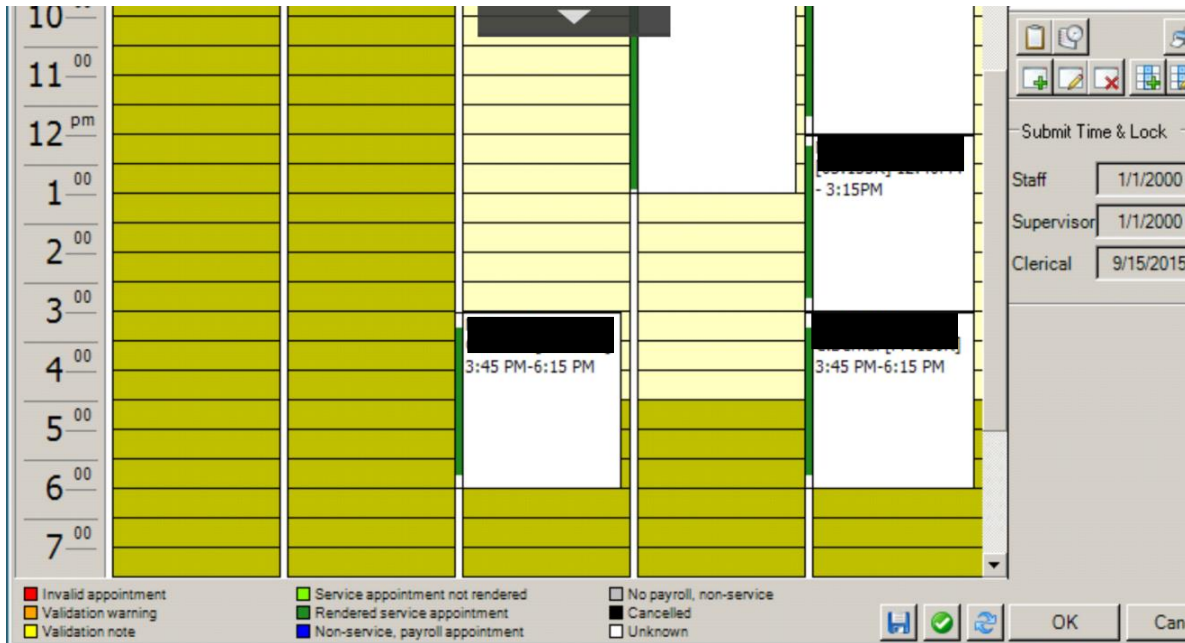 10
11 00
12 pm
1 00
2 00
3 00
4 00
5 00
6 00
7 00
- 3:15PM
3:45 PM-6:15 PM
3:45 PM-6:15 PM
Submit Time & Lock
Staff 1/1/2000
Supervisor 1/1/2000
Clerical 9/15/2015
Invalid appointment
Validation warning
Validation note
Service appointment not rendered
Rendered service appointment
Non-service, payroll appointment
No payroll, non-service
Cancelled
Unknown
OK
Can